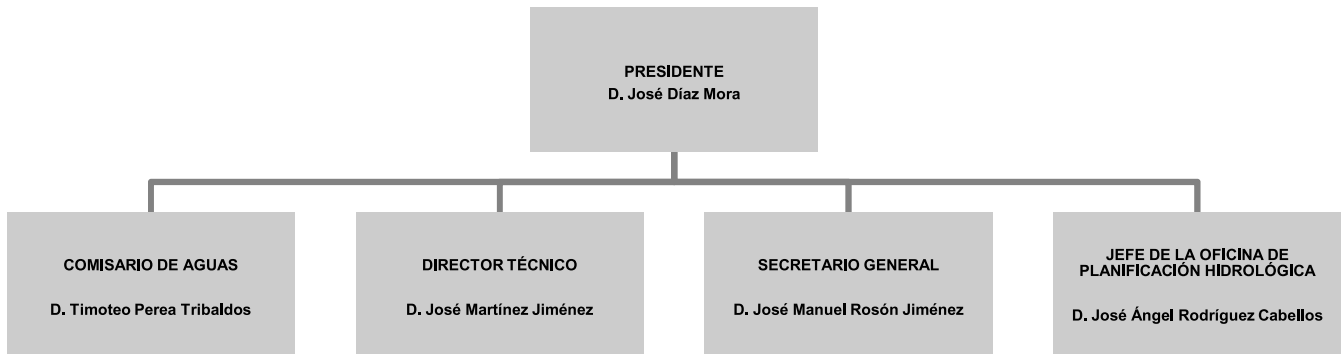 PRESIDENTE
D. José Díaz Mora
COMISARIO DE AGUAS
D. Timoteo Perea Tribaldos
DIRECTOR TÉCNICO
D. José Martínez Jiménez
SECRETARIO GENERAL
D. José Manuel Rosón Jiménez
JEFE DE LA OFICINA DE
PLANIFICACIÓN HIDROLÓGICA
D. José Ángel Rodríguez Cabellos